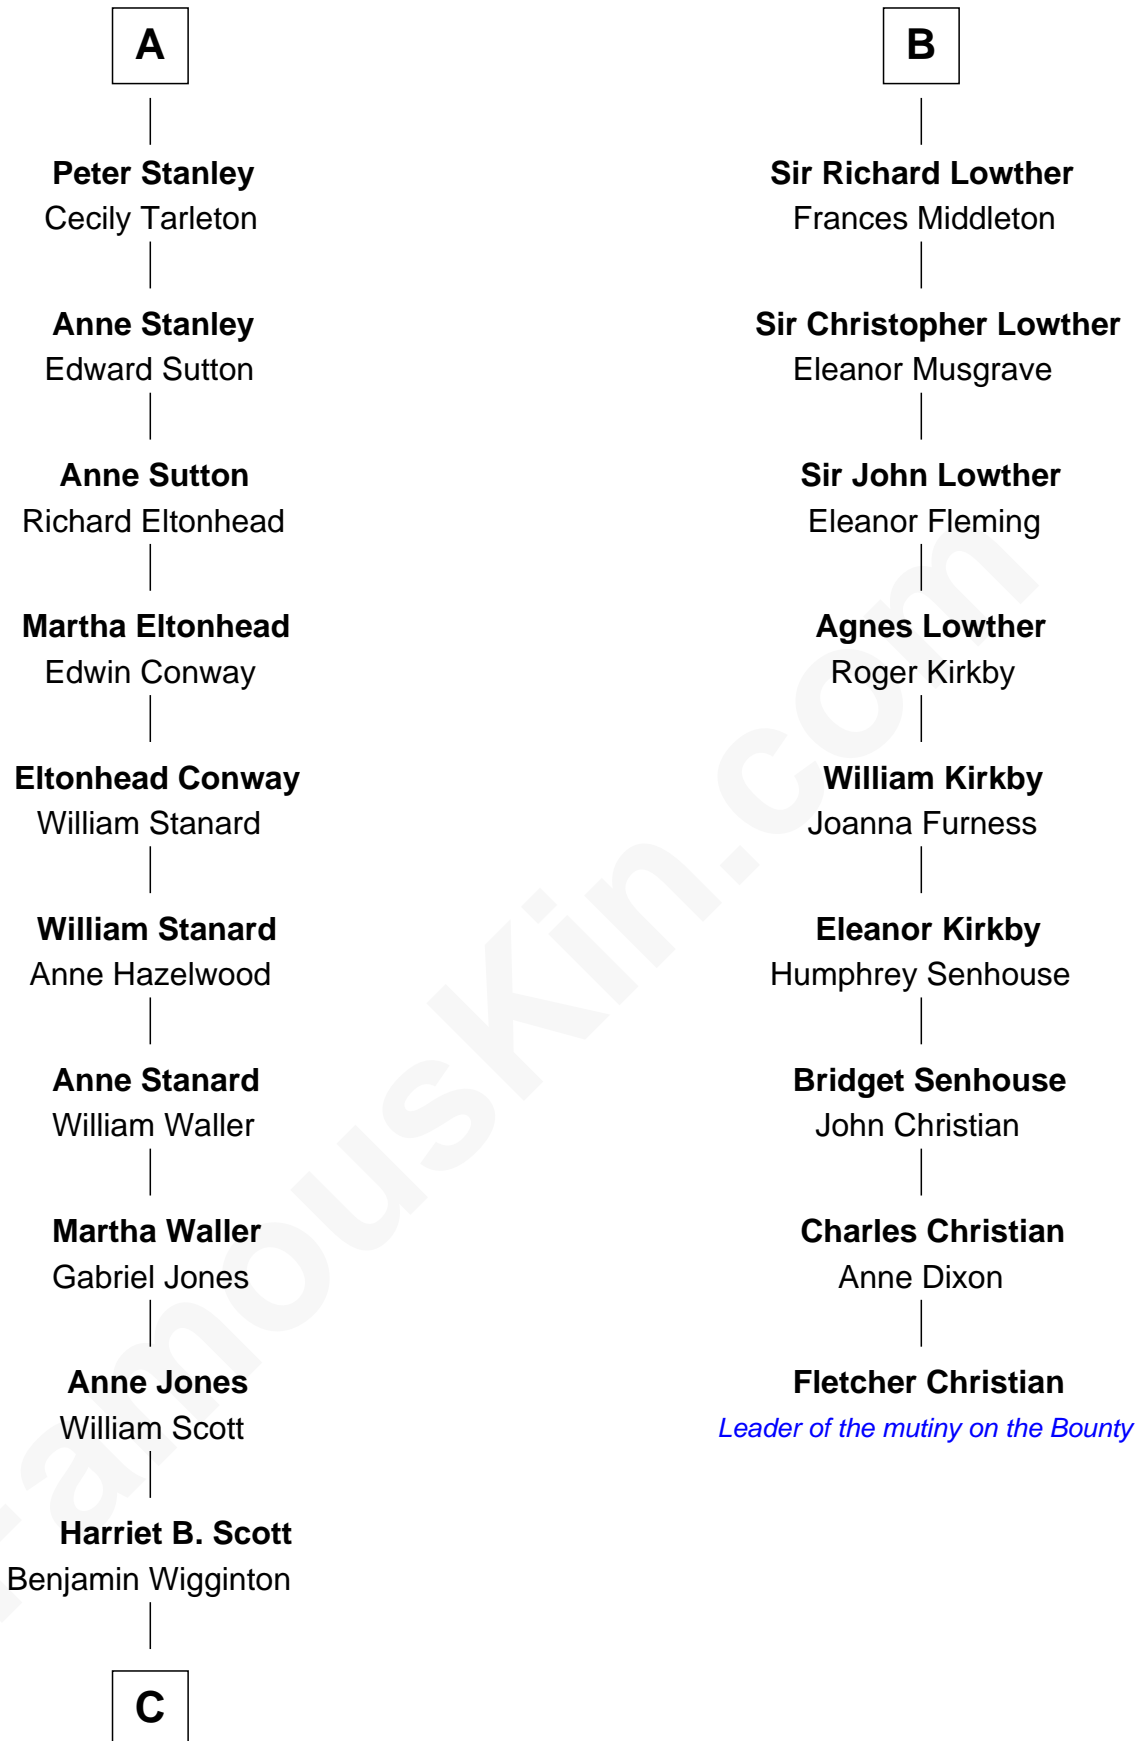 A
Peter Stanley
Cecily Tarleton
Anne Stanley
Edward Sutton
Anne Sutton
Richard Eltonhead
Martha Eltonhead
Edwin Conway
Eltonhead Conway
William Stanard
William Stanard
Anne Hazelwood
Anne Stanard
William Waller
Martha Waller
Gabriel Jones
Anne Jones
William Scott
Harriet B. Scott
Benjamin Wigginton
C
B
Sir Richard Lowther
Frances Middleton
Sir Christopher Lowther
Eleanor Musgrave
Sir John Lowther
Eleanor Fleming
Agnes Lowther
Roger Kirkby
William Kirkby
Joanna Furness
Eleanor Kirkby
Humphrey Senhouse
Bridget Senhouse
John Christian
Charles Christian
Anne Dixon
Fletcher Christian
Leader of the mutiny on the Bounty
FamousKin.com